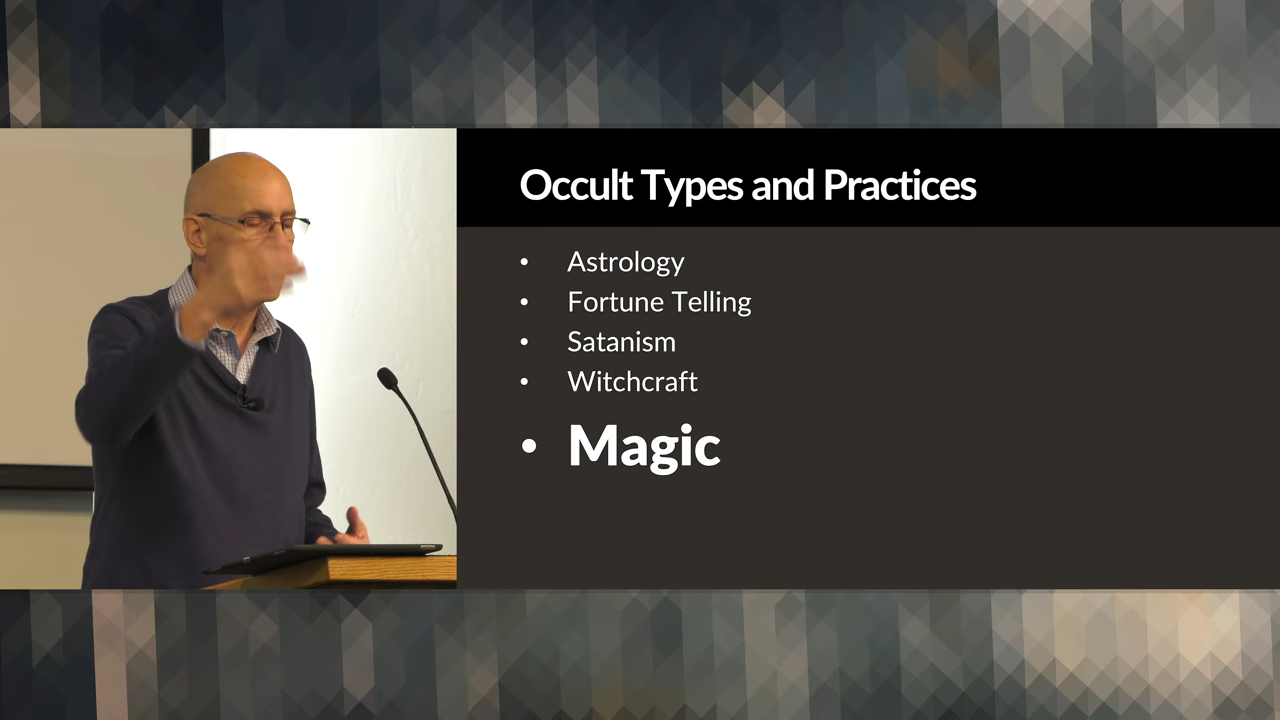 Occult Types and Practices
• Astrology
• Fortune Telling
• Satanism
• Witchcraft
• Magic